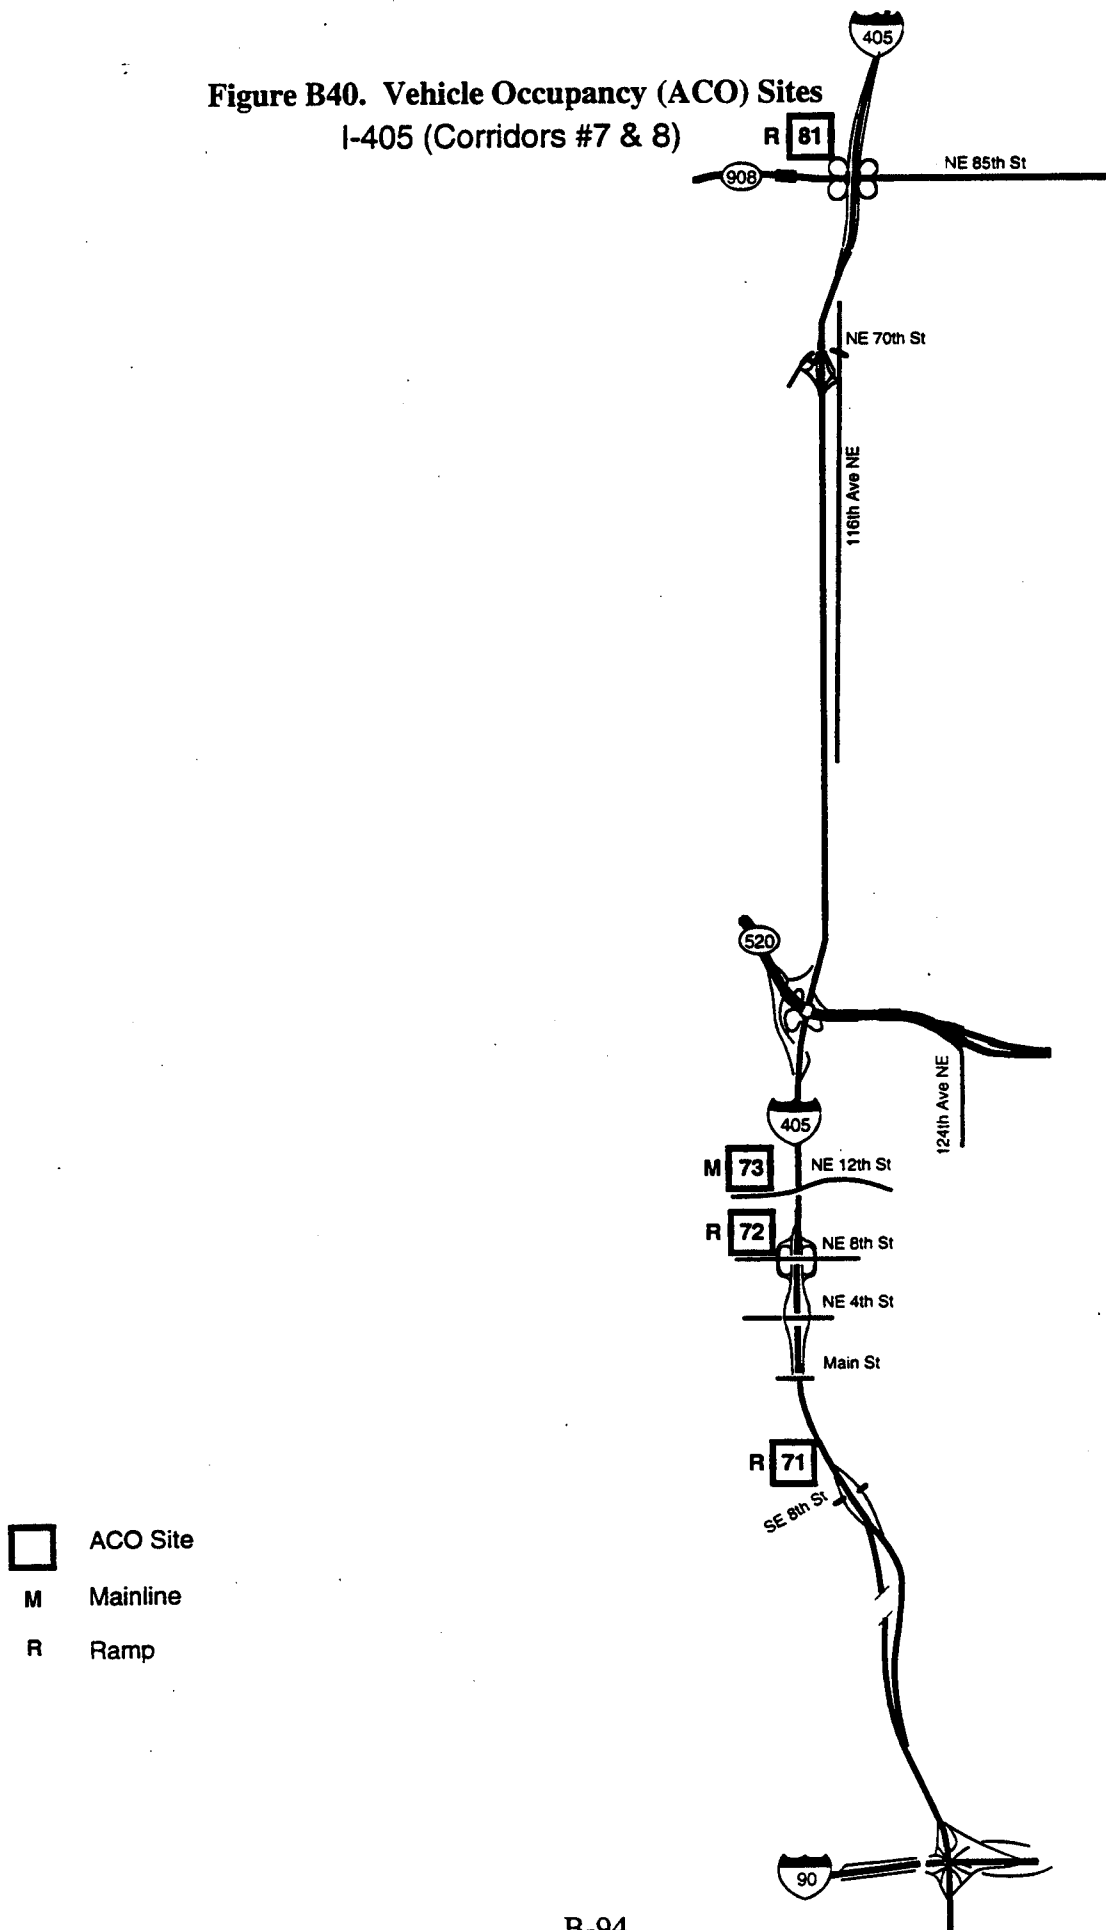 405
Figure B40. Vehicle Occupancy (ACO) Sites
I-405 (Corridors #7 & 8)
R 81
NE 85th St
908
NE 70th St
116th Ave NE
520
124th Ave NE
405
M 73 NE 12th St
R 72
NE 8th St
NE 4th St
Main St
R 71
SE 8th St
ACO Site
M Mainline
R Ramp
90
B-94